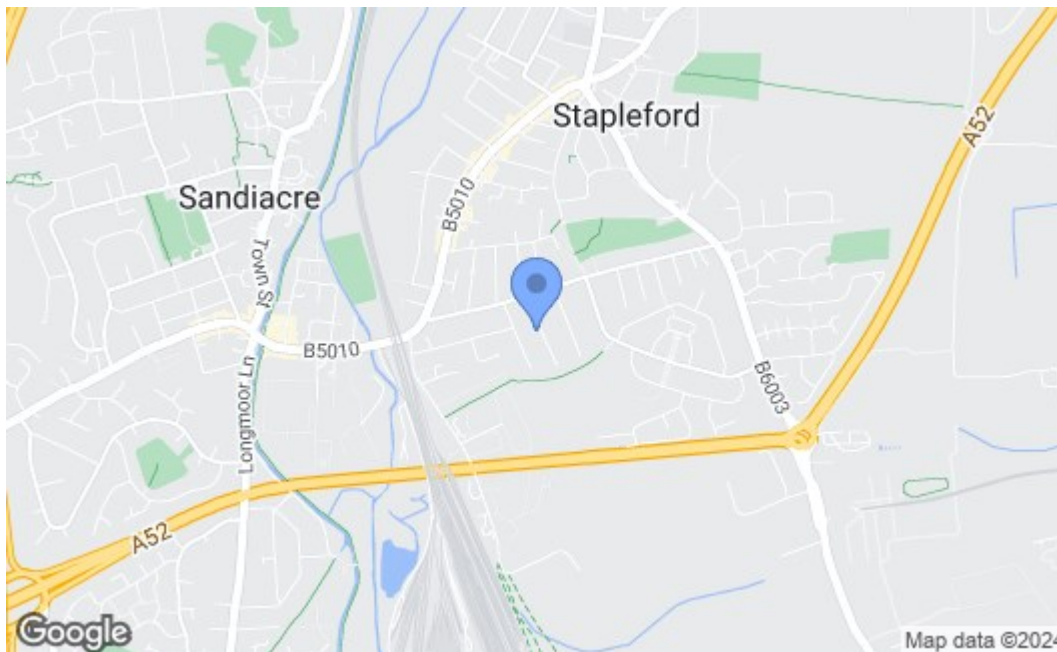 Stapleford
A52
Sandiacre
B5010
Town St
B5010
Longmoor Ln
B6003
A52
Google
Map data ©2024